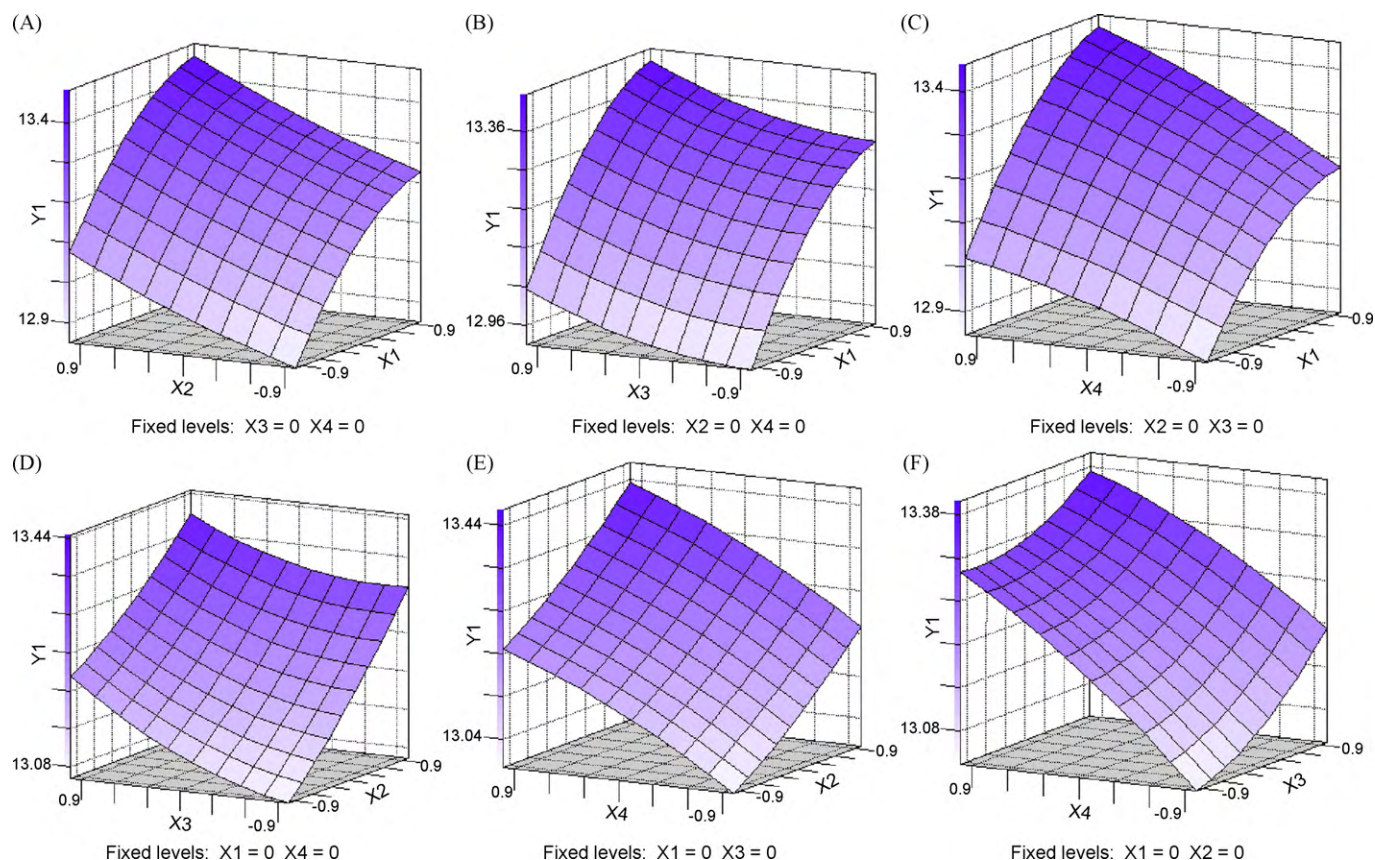 (A)
13.4
Y1
12.9
0.9
X2
-0.9
-0.9
X1
0.9
Fixed levels: X3 = 0 X4 = 0
(B)
13.36
Y1
12.96
0.9
X3
-0.9
-0.9
X1
0.9
Fixed levels: X2 = 0 X4 = 0
(C)
13.4
Y1
12.9
0.9
X4
-0.9
-0.9
X1
0.9
Fixed levels: X2 = 0 X3 = 0
(D)
13.44
Y1
13.08
0.9
X3
-0.9
-0.9
X2
0.9
Fixed levels: X1 = 0 X4 = 0
(E)
13.44
Y1
13.04
0.9
X4
-0.9
-0.9
X2
0.9
Fixed levels: X1 = 0 X3 = 0
(F)
13.38
Y1
13.08
0.9
X4
-0.9
-0.9
X3
0.9
Fixed levels: X1 = 0 X2 = 0